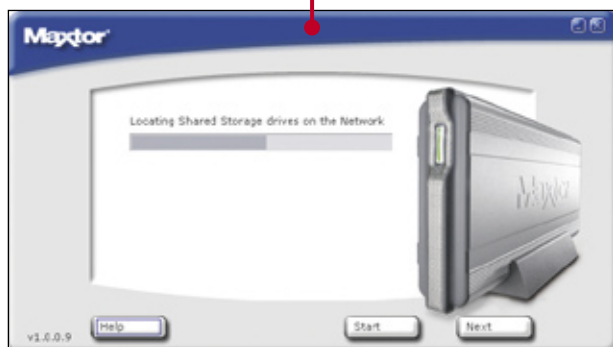 Maxtor
Locating Shared Storage drives on the Network
Maxtor
v1.0.0.9
Help
Start
Next